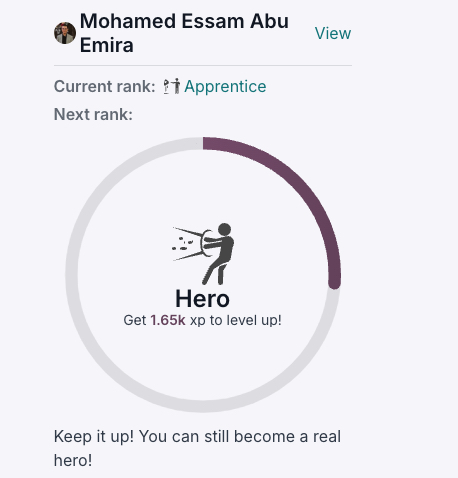 Mohamed Essam Abu
Emira
View
Current rank: Apprentice
Next rank:
Hero
Get 1.65k xp to level up!
Keep it up! You can still become a real
hero!